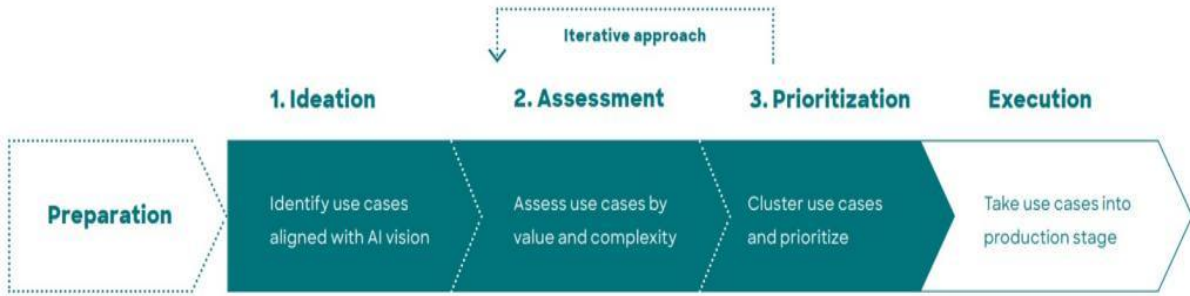 Iterative approach
1. Ideation
2. Assessment
3. Prioritization
Execution
Preparation
Identify use cases
aligned with AI vision
Assess use cases by
value and complexity
Cluster use cases
and prioritize
Take use cases into
production stage